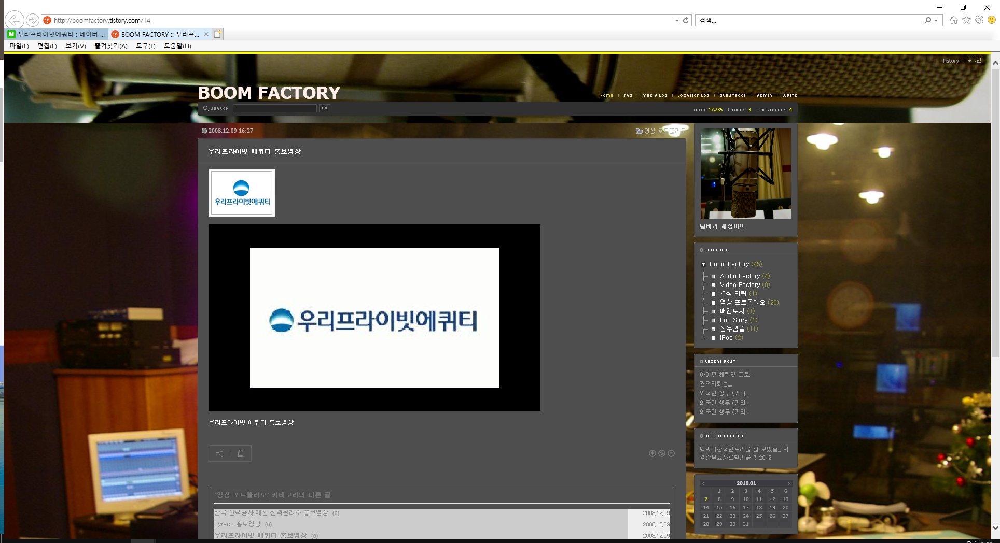 http://boomfactory.tistory.com/14
검색...
우리프라이빗에쿼티 : 네이버 ...
BOOM FACTORY :: 우리프...
파일(F) 편집(E) 보기(V) 즐겨찾기(A) 도구(T) 도움말(H)
Tistory | 로그인
BOOM FACTORY
HOME | TAG | MEDIA LOG | LOCATION LOG | GUESTBOOK | ADMIN | WRITE
SEARCH OK
TOTAL 17,235 | TODAY 3 | YESTERDAY 4
2008.12.09 16:27
영상 포트폴리오
우리프라이빗 에쿼티 홍보영상
우리프라이빗에쿼티
우리프라이빗에쿼티
우리프라이빗 에쿼티 홍보영상
'영상 포트폴리오' 카테고리의 다른 글
한국 전력공사 제천 전력관리소 홍보영상 (0) 2008.12.09
Lyreco 홍보영상 (0) 2008.12.09
우리프라이빗 에쿼티 홍보영상 (0) 2008.12.09
덤벼라 세상아!!
CATALOGUE
Boom Factory (45)
Audio Factory (4)
Video Factory (0)
견적 의뢰 (1)
영상 포트폴리오 (25)
매킨토시 (1)
Fun Story (1)
성우샘플 (11)
iPod (2)
RECENT POST
아이팟 해킹및 프로...
견적의뢰는....
외국인 성우 (기타...
외국인 성우 (기타...
외국인 성우 (기타...
RECENT COMMENT
맥쿼리한국인프라글 잘 보았습... 자
격증무료자료받기클릭 2012
2018.01
1 2 3 4 5 6
7 8 9 10 11 12 13
14 15 16 17 18 19 20
21 22 23 24 25 26 27
28 29 30 31